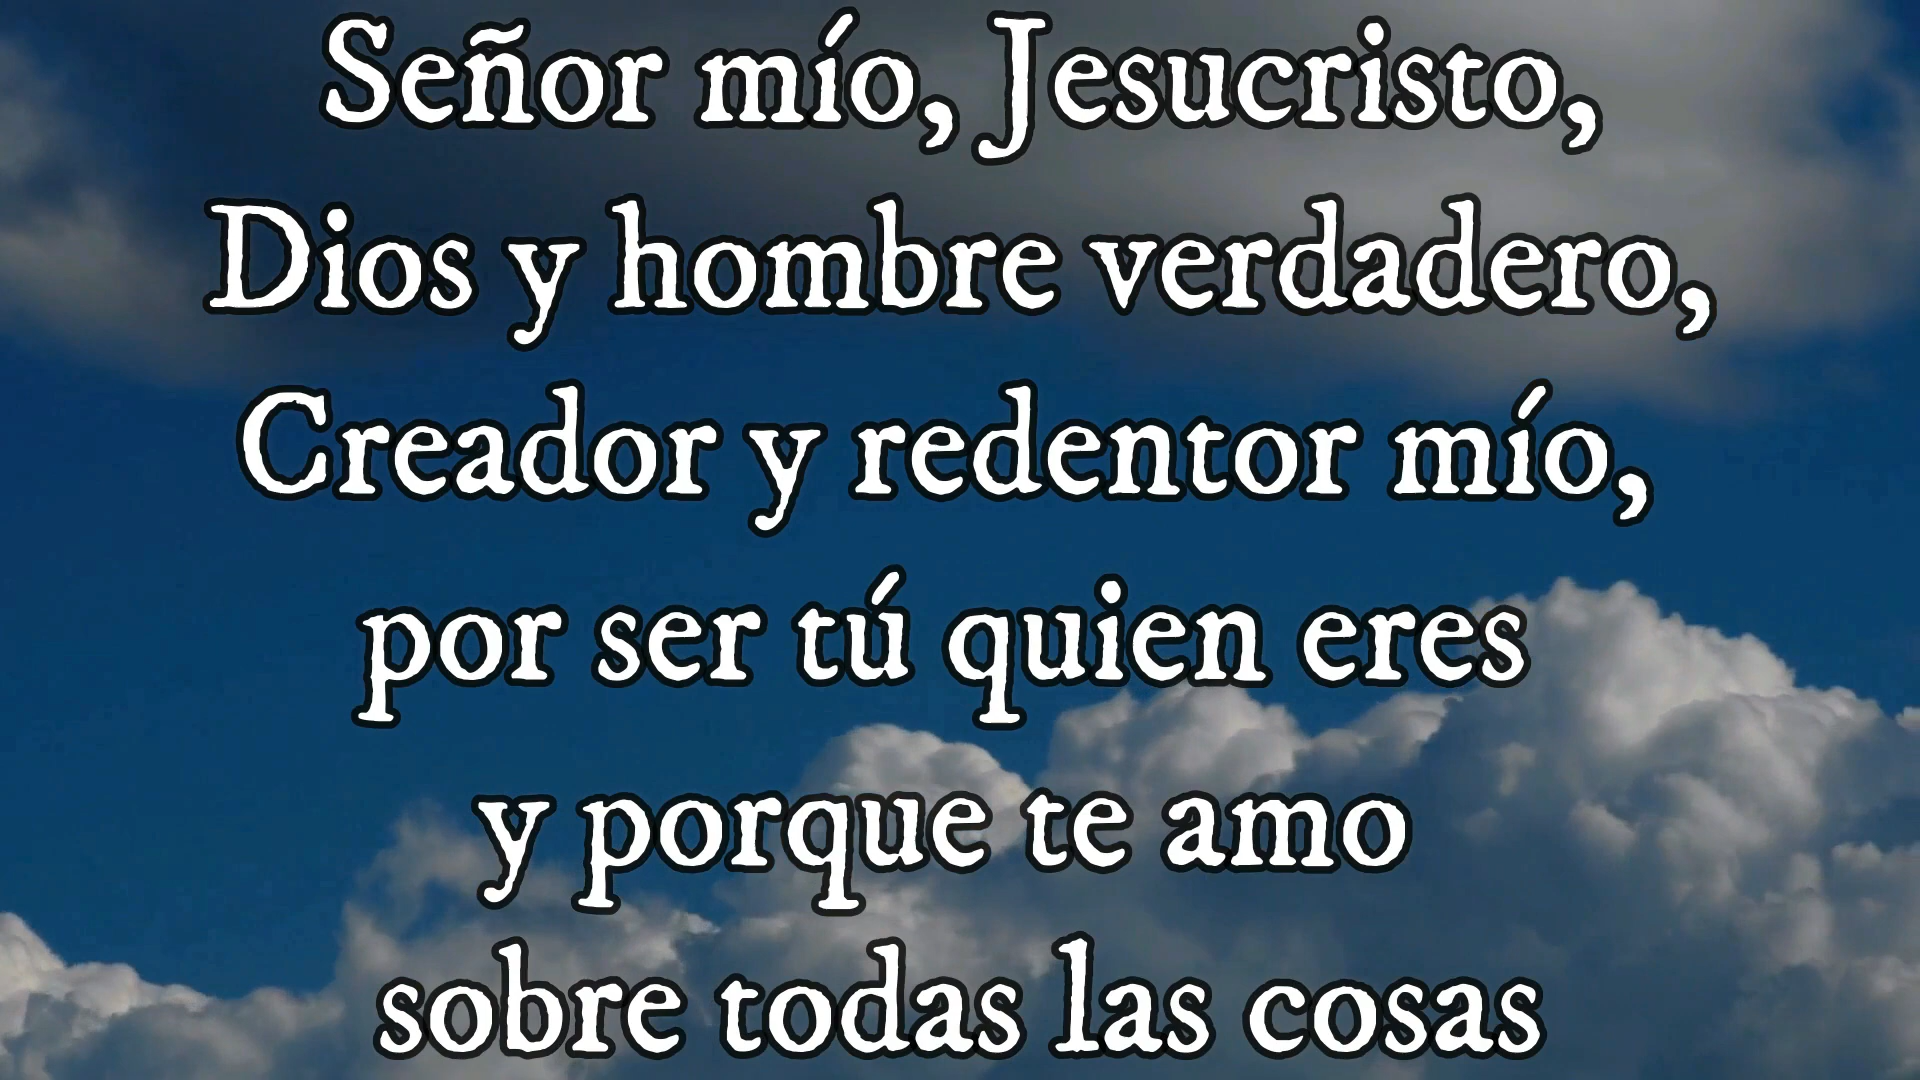 Señor mío, Jesucristo,
Dios y hombre verdadero,
Creador y redentor mío,
por ser tú quien eres
y porque te amo
sobre todas las cosas